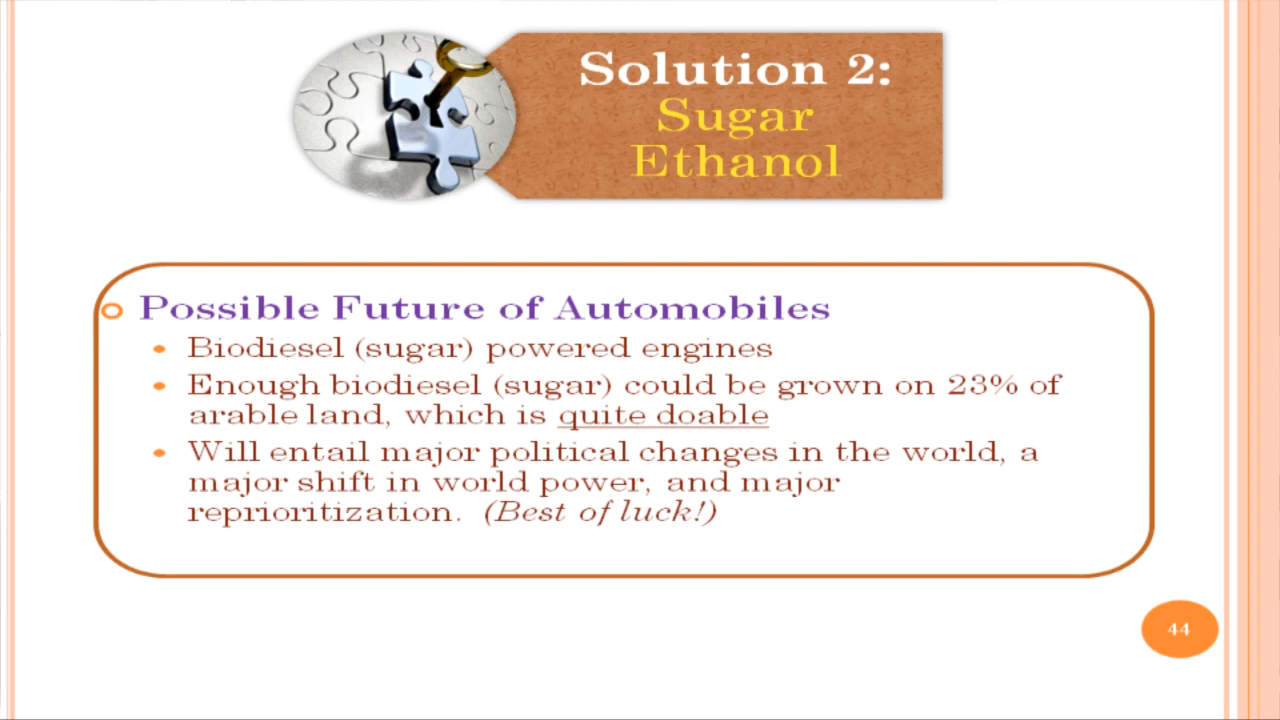 Solution 2:
Sugar
Ethanol
Possible Future of Automobiles
Biodiesel (sugar) powered engines
Enough biodiesel (sugar) could be grown on 23% of
arable land, which is quite doable
Will entail major political changes in the world, a
major shift in world power, and major
reprioritization. (Best of luck!)
44